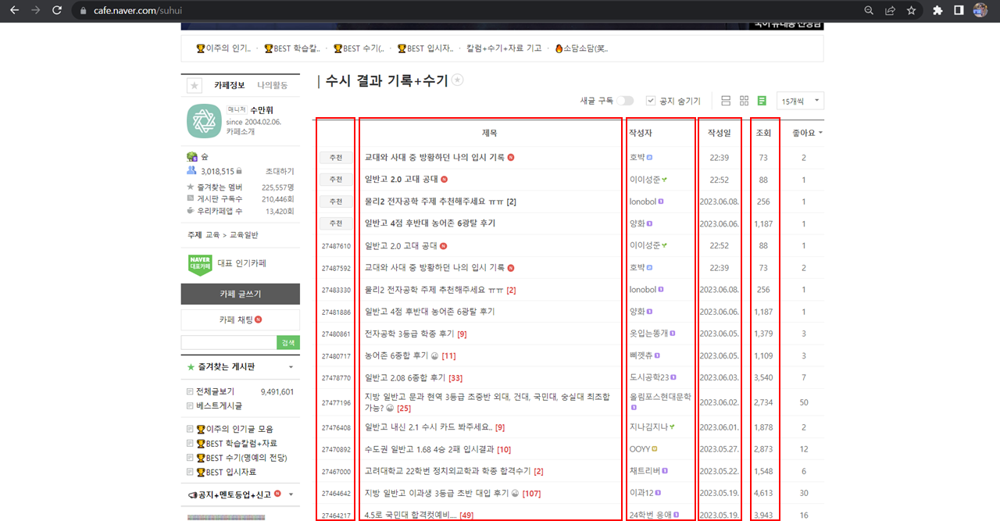 cafe.naver.com/suhui
이주의 인기.. · BEST 학습칼.. · BEST 수기(.. · BEST 입시자.. · 칼럼+수기+자료 기고 · 소담소담(笑..
카페정보 나의활동
매니저 수만휘
since 2004.02.06.
카페소개
숲
3,018,515 초대하기
즐겨찾는 멤버 225,557명
게시판 구독수 210,446회
우리카페앱 수 13,420회
주제 교육 > 교육일반
NAVER
대표카페
대표 인기카페
카페 글쓰기
카페 채팅 N
검색
즐겨찾는 게시판
전체글보기 9,491,601
베스트게시글
이주의 인기글 모음
BEST 학습칼럼+자료
BEST 수기(명예의 전당)
BEST 입시자료
공지+멘토등업+신고 N
| 수시 결과 기록+수기
새글 구독 공지 숨기기 15개씩
제목 작성자 작성일 조회 좋아요
추천 교대와 사대 중 방황하던 나의 입시 기록 N 호박 22:39 73 2
추천 일반고 2.0 고대 공대 N 이이성준 22:52 88 1
추천 물리2 전자공학 주제 추천해주세요 ㅠㅠ [2] lonobol 2023.06.08. 256 1
추천 일반고 4점 후반대 농어촌 6광탈 후기 양화 2023.06.06. 1,187 1
27487610 일반고 2.0 고대 공대 N 이이성준 22:52 88 1
27487592 교대와 사대 중 방황하던 나의 입시 기록 N 호박 22:39 73 2
27483330 물리2 전자공학 주제 추천해주세요 ㅠㅠ [2] lonobol 2023.06.08. 256 1
27481886 일반고 4점 후반대 농어촌 6광탈 후기 양화 2023.06.06. 1,187 1
27480861 전자공학 3등급 학종 후기 [9] 옷입는똥개 2023.06.05. 1,379 3
27480717 농어촌 6종합 후기 [11] 삐껫츄 2023.06.05. 1,109 3
27478770 일반고 2.08 6종합 후기 [33] 도시공학23 2023.06.03. 3,540 7
27477196 지방 일반고 문과 현역 3등급 초중반 외대, 건대, 국민대, 숭실대 최초합 올림포스현대문학 2023.06.02. 2,734 50
가능? [25]
27476408 일반고 내신 2.1 수시 카드 봐주세요.. [9] 지나김지나 2023.06.01. 1,878 2
27470892 수도권 일반고 1.68 4승 2패 입시결과 [10] OOYY 2023.05.27. 2,873 12
27467000 고려대학교 22학번 정치외교학과 학종 합격수기 [2] 채트리버 2023.05.22. 1,548 6
27464642 지방 일반고 이과생 3등급 초반 대입 후기 [107] 이과12 2023.05.19. 4,613 30
27464217 4.5로 국민대 합격컷예비.... [49] 24학번 응애 2023.05.19. 3,943 16